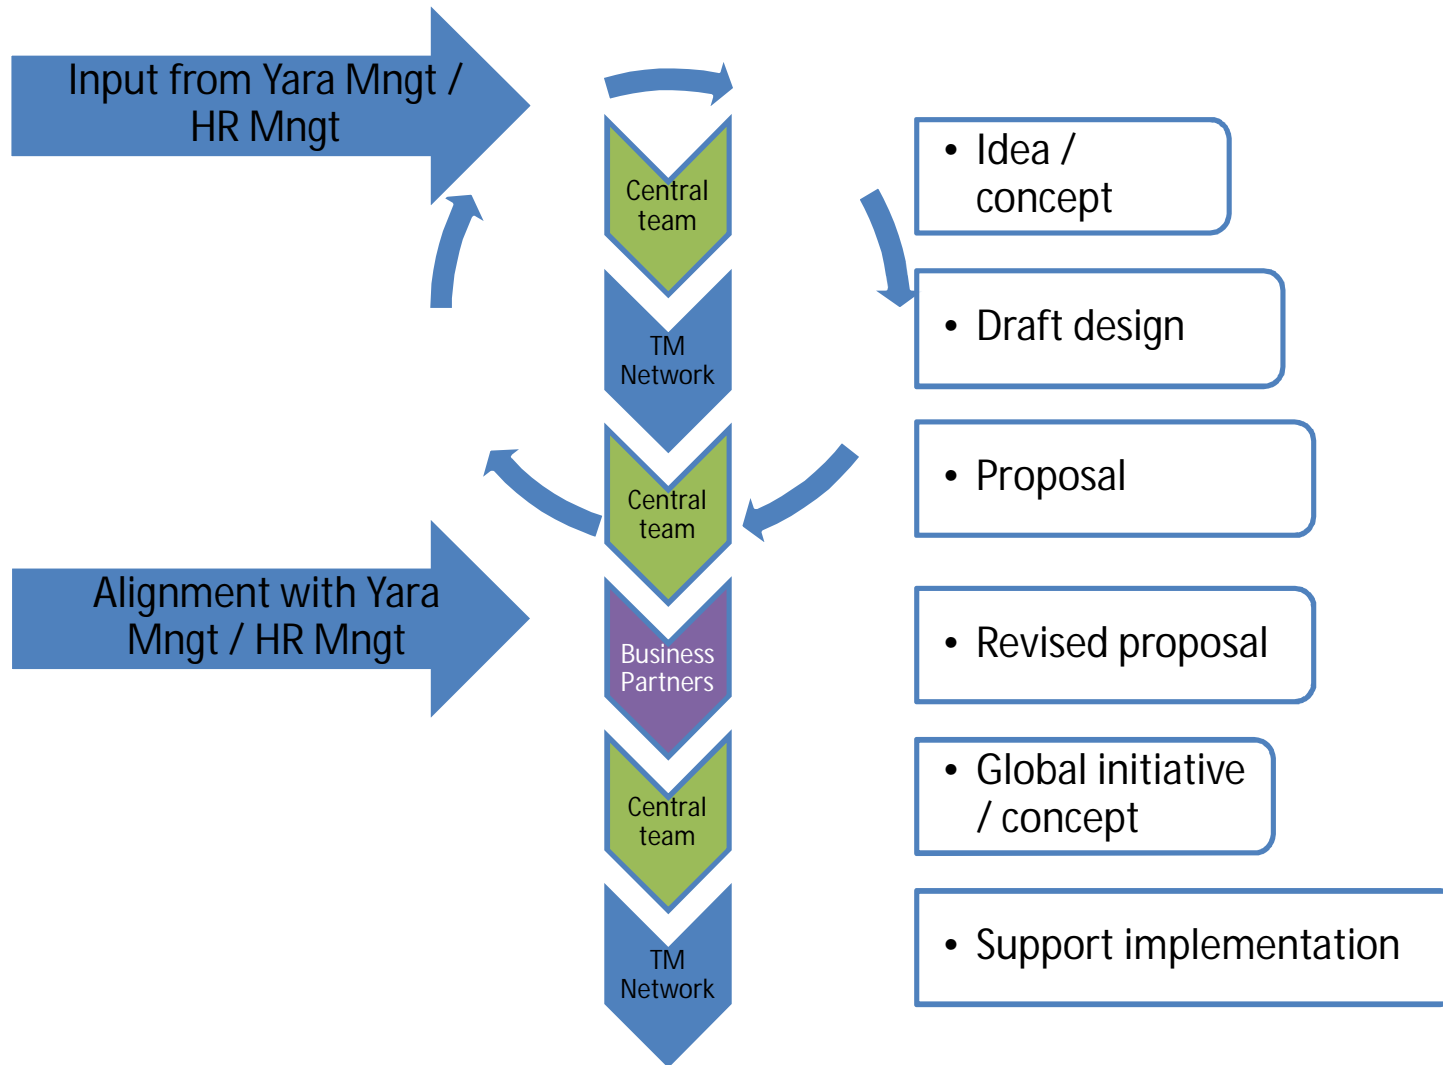 Input from Yara Mngt /
HR Mngt
Central
team
• Idea /
concept
TM
Network
• Draft design
Central
team
• Proposal
Alignment with Yara
Mngt / HR Mngt
Business
Partners
• Revised proposal
Central
team
• Global initiative
/ concept
TM
Network
• Support implementation